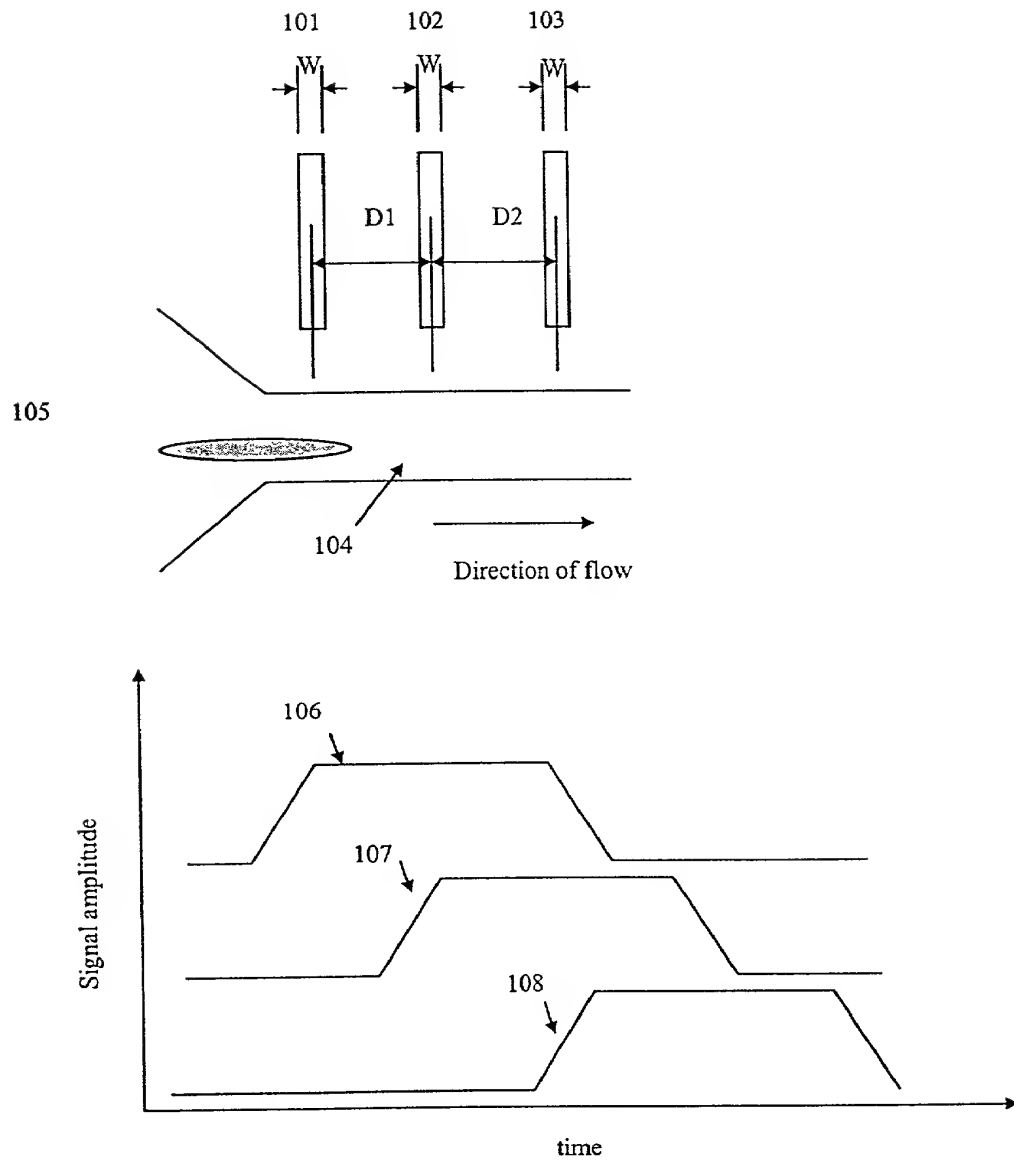 101 102 103
W W W
D1 D2
105
104
Direction of flow
106
107
108
Signal amplitude
time